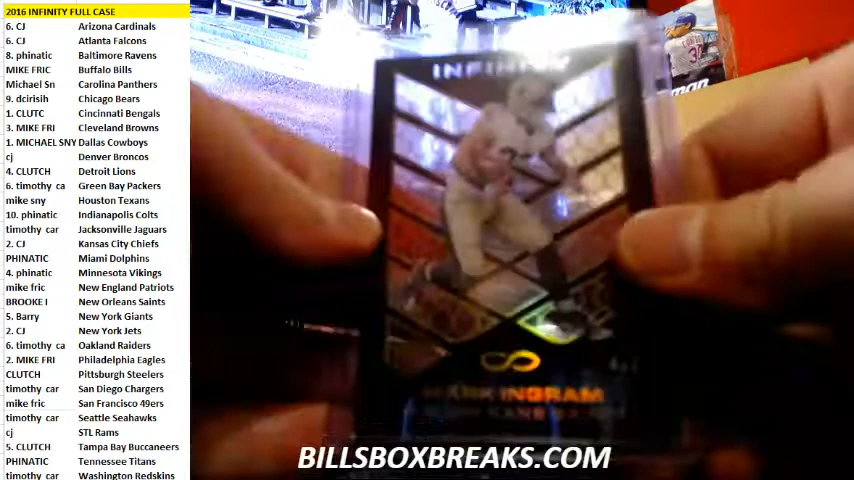 2016 INFINITY FULL CASE
6. CJ Arizona Cardinals
6. CJ Atlanta Falcons
8. phinatic Baltimore Ravens
MIKE FRIC Buffalo Bills
Michael Sn Carolina Panthers
9. dcirisih Chicago Bears
1. CLUTC Cincinnati Bengals
3. MIKE FRI Cleveland Browns
1. MICHAEL SNY Dallas Cowboys
cj Denver Broncos
4. CLUTCH Detroit Lions
6. timothy ca Green Bay Packers
mike sny Houston Texans
10. phinatic Indianapolis Colts
timothy car Jacksonville Jaguars
2. CJ Kansas City Chiefs
PHINATIC Miami Dolphins
4. phinatic Minnesota Vikings
mike fric New England Patriots
BROOKE I New Orleans Saints
5. Barry New York Giants
2. CJ New York Jets
6. timothy ca Oakland Raiders
2. MIKE FRI Philadelphia Eagles
CLUTCH Pittsburgh Steelers
timothy car San Diego Chargers
mike fric San Francisco 49ers
timothy car Seattle Seahawks
cj STL Rams
5. CLUTCH Tampa Bay Buccaneers
PHINATIC Tennessee Titans
timothy car Washington Redskins
INFINITY
MARK INGRAM
BILLSBOXBREAKS.COM